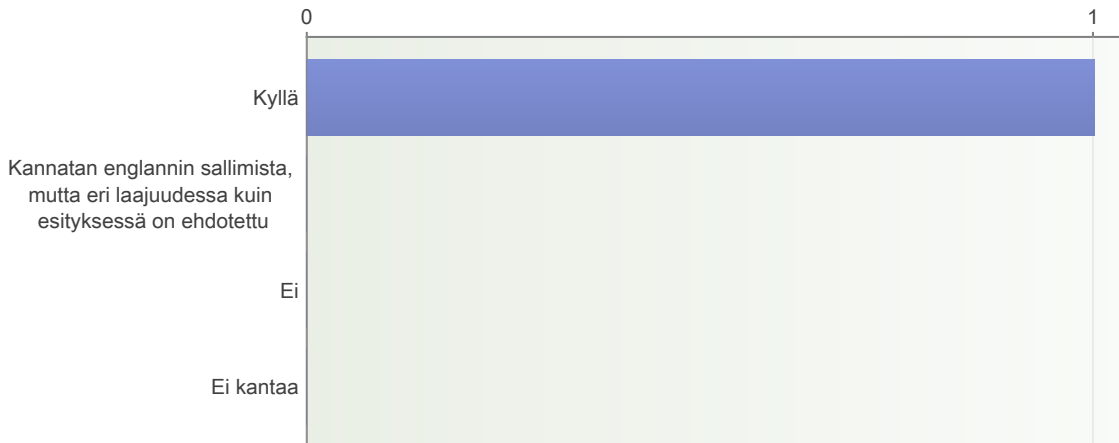 0 1
Kyllä
Kannatan englannin sallimista,
mutta eri laajuudessa kuin
esityksessä on ehdotettu
Ei
Ei kantaa